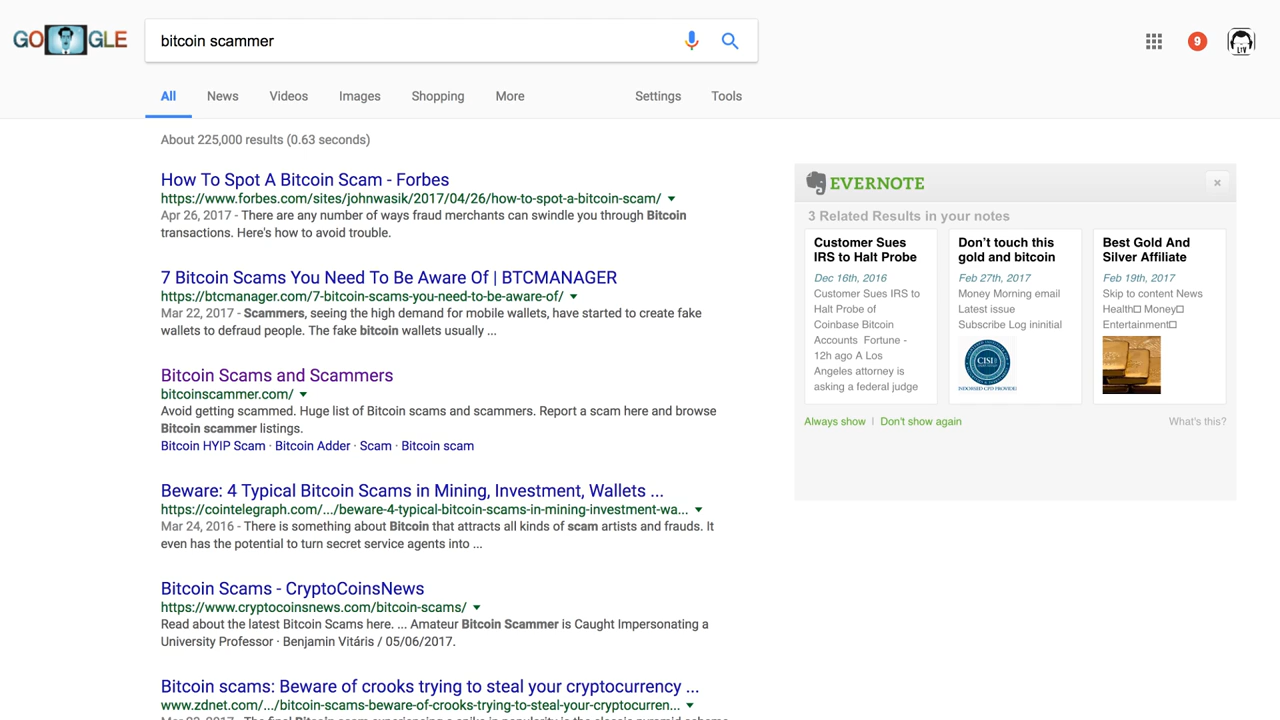 GO GLE
bitcoin scammer
9
LIV
All News Videos Images Shopping More Settings Tools
About 225,000 results (0.63 seconds)
How To Spot A Bitcoin Scam - Forbes
https://www.forbes.com/sites/johnwasik/2017/04/26/how-to-spot-a-bitcoin-scam/
Apr 26, 2017 - There are any number of ways fraud merchants can swindle you through Bitcoin
transactions. Here's how to avoid trouble.
7 Bitcoin Scams You Need To Be Aware Of | BTCMANAGER
https://btcmanager.com/7-bitcoin-scams-you-need-to-be-aware-of/
Mar 22, 2017 - Scammers, seeing the high demand for mobile wallets, have started to create fake
wallets to defraud people. The fake bitcoin wallets usually ...
Bitcoin Scams and Scammers
bitcoinscammer.com/
Avoid getting scammed. Huge list of Bitcoin scams and scammers. Report a scam here and browse
Bitcoin scammer listings.
Bitcoin HYIP Scam · Bitcoin Adder · Scam · Bitcoin scam
Beware: 4 Typical Bitcoin Scams in Mining, Investment, Wallets ...
https://cointelegraph.com/.../beware-4-typical-bitcoin-scams-in-mining-investment-wa...
Mar 24, 2016 - There is something about Bitcoin that attracts all kinds of scam artists and frauds. It
even has the potential to turn secret service agents into ...
Bitcoin Scams - CryptoCoinsNews
https://www.cryptocoinsnews.com/bitcoin-scams/
Read about the latest Bitcoin Scams here. ... Amateur Bitcoin Scammer is Caught Impersonating a
University Professor · Benjamin Vitáris / 05/06/2017.
Bitcoin scams: Beware of crooks trying to steal your cryptocurrency ...
www.zdnet.com/.../bitcoin-scams-beware-of-crooks-trying-to-steal-your-cryptocurren...
EVERNOTE
3 Related Results in your notes
Customer Sues
IRS to Halt Probe
Dec 16th, 2016
Customer Sues IRS to
Halt Probe of
Coinbase Bitcoin
Accounts Fortune -
12h ago A Los
Angeles attorney is
asking a federal judge
Don't touch this
gold and bitcoin
Feb 27th, 2017
Money Morning email
Latest issue
Subscribe Log ininitial
CISI
Best Gold And
Silver Affiliate
Feb 19th, 2017
Skip to content News
Health□ Money□
Entertainment□
Always show | Don't show again
What's this?